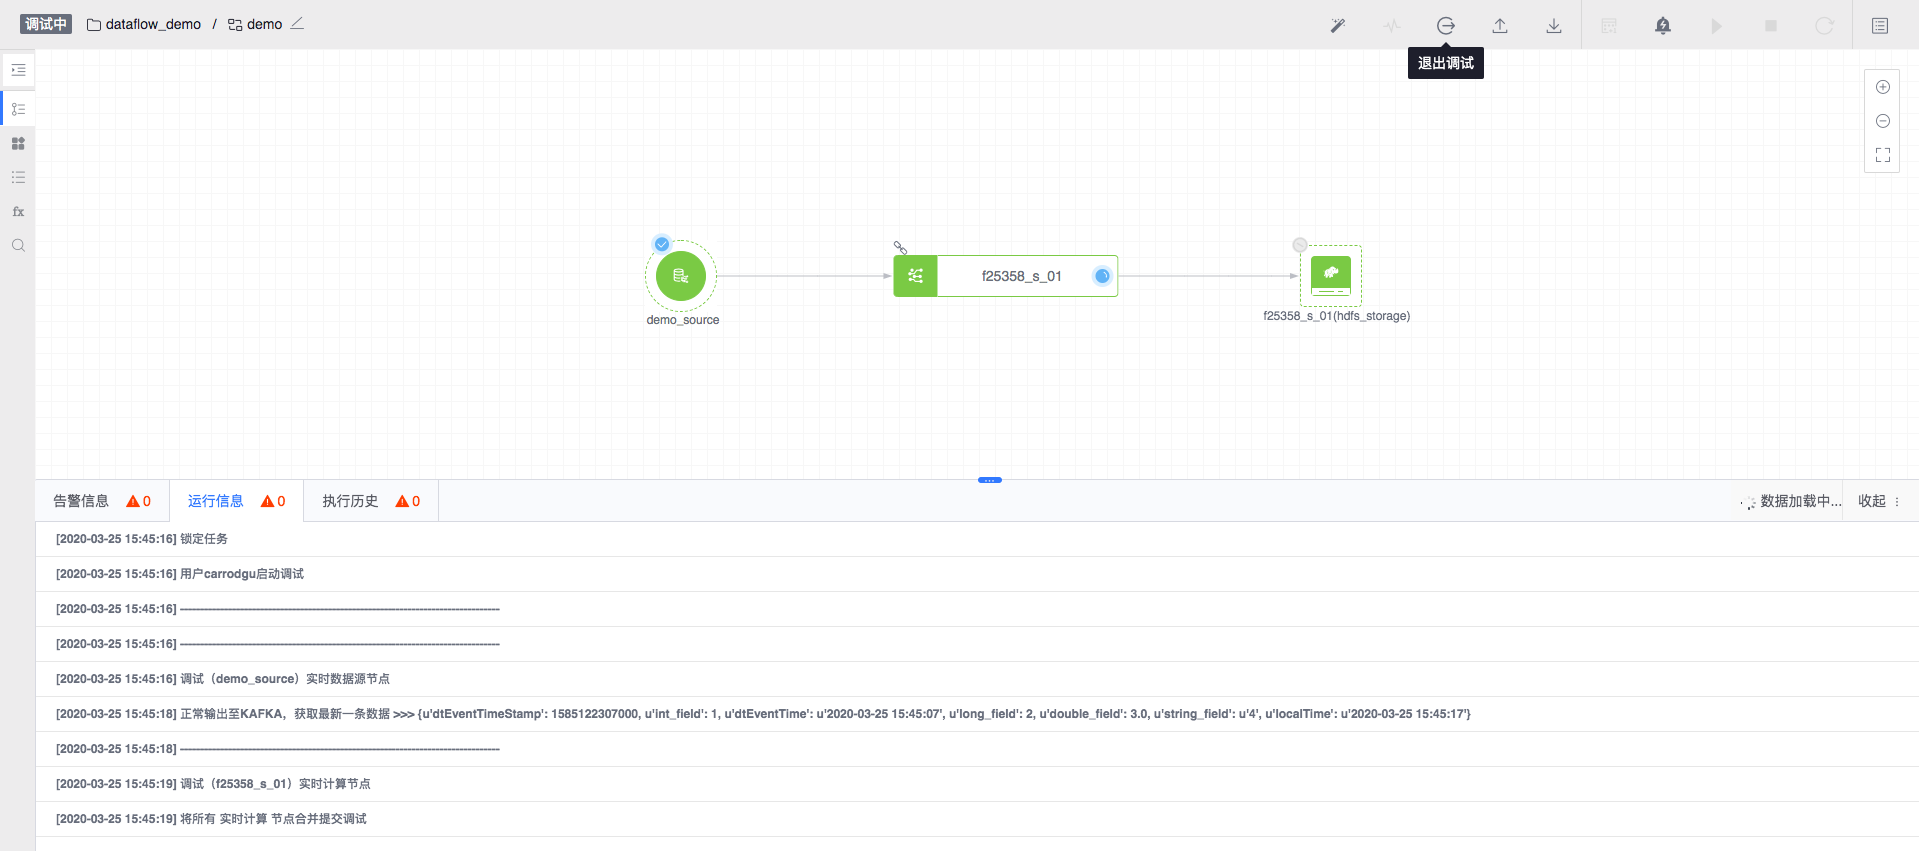 调试中 dataflow_demo / demo
退出调试
fx
demo_source
f25358_s_01
f25358_s_01(hdfs_storage)
告警信息 0 运行信息 0 执行历史 0 数据加载中... 收起
[2020-03-25 15:45:16] 锁定任务
[2020-03-25 15:45:16] 用户carrodgu启动调试
[2020-03-25 15:45:16] --------------------------------------------------------------------------------
[2020-03-25 15:45:16] --------------------------------------------------------------------------------
[2020-03-25 15:45:16] 调试（demo_source）实时数据源节点
[2020-03-25 15:45:18] 正常输出至KAFKA，获取最新一条数据 >>> {u'dtEventTimeStamp': 1585122307000, u'int_field': 1, u'dtEventTime': u'2020-03-25 15:45:07', u'long_field': 2, u'double_field': 3.0, u'string_field': u'4', u'localTime': u'2020-03-25 15:45:17'}
[2020-03-25 15:45:18] --------------------------------------------------------------------------------
[2020-03-25 15:45:19] 调试（f25358_s_01）实时计算节点
[2020-03-25 15:45:19] 将所有 实时计算 节点合并提交调试